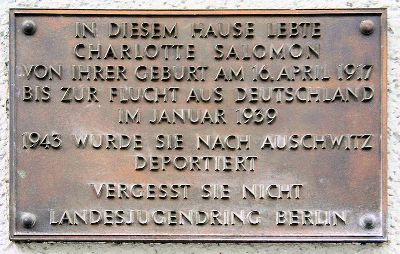 IN DIESEM HAUSE LEBTE
CHARLOTTE SALOMON
VON IHRER GEBURT AM 16. APRIL 1917
BIS ZUR FLUCHT AUS DEUTSCHLAND
IM JANUAR 1939
1943 WURDE SIE NACH AUSCHWITZ
DEPORTIERT
VERGESST SIE NICHT
LANDESJUGENDRING BERLIN